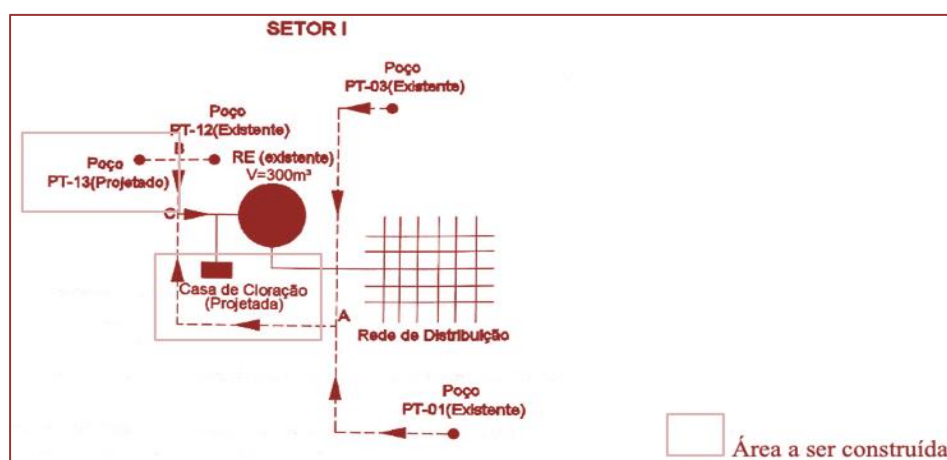 SETOR I
Poço
PT-03(Existente)
Poço
PT-12(Existente)
B
RE (existente)
V=300m³
Poço
PT-13(Projetado)
C
Casa de Cloração
(Projetada)
A
Rede de Distribuição
Poço
PT-01(Existente)
Área a ser construída